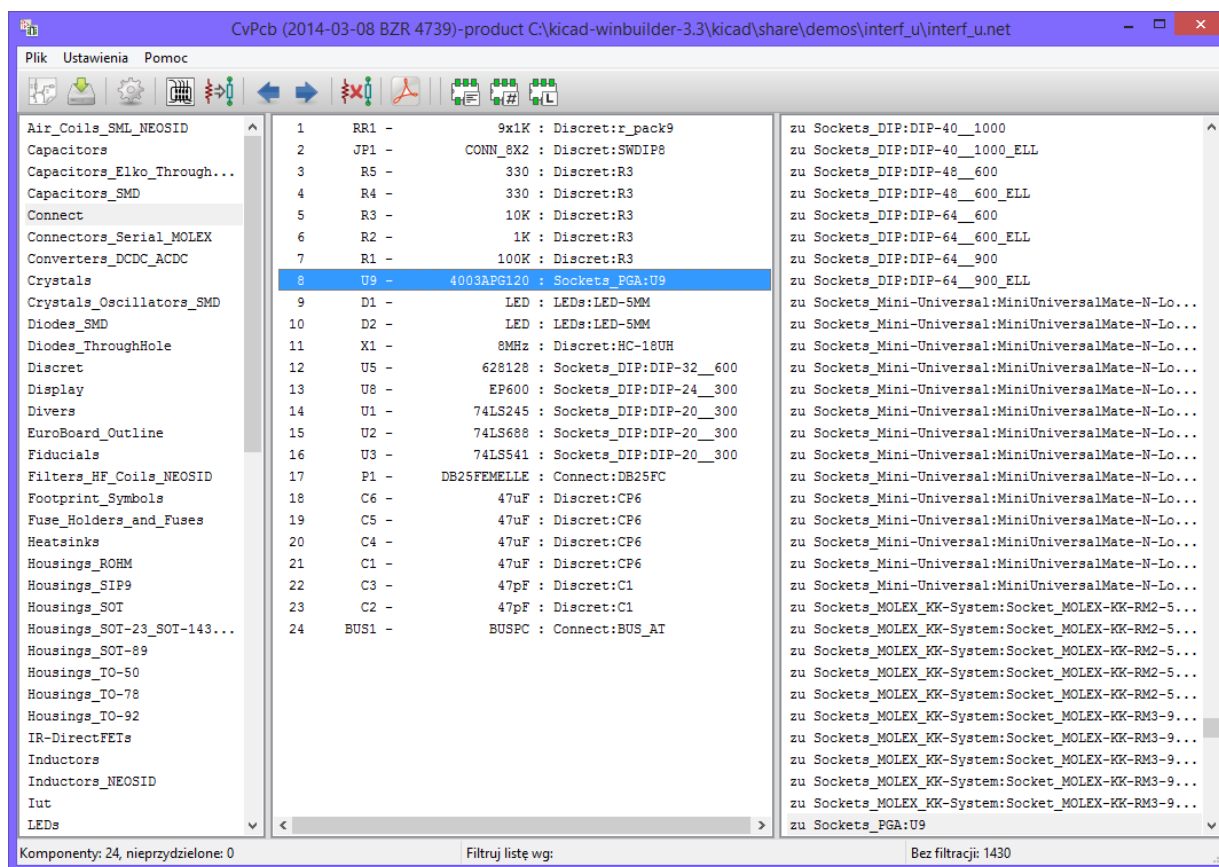 CvPcb (2014-03-08 BZR 4739)-product C:\kicad-winbuilder-3.3\kicad\share\demos\interf_u\interf_u.net
Plik Ustawienia Pomoc
Air_Coils_SML_NEOSID
Capacitors
Capacitors_Elko_Through...
Capacitors_SMD
Connect
Connectors_Serial_MOLEX
Converters_DCDC_ACDC
Crystals
Crystals_Oscillators_SMD
Diodes_SMD
Diodes_ThroughHole
Discret
Display
Divers
EuroBoard_Outline
Fiducials
Filters_HF_Coils_NEOSID
Footprint_Symbols
Fuse_Holders_and_Fuses
Heatsinks
Housings_ROHM
Housings_SIP9
Housings_SOT
Housings_SOT-23_SOT-143...
Housings_SOT-89
Housings_TO-50
Housings_TO-78
Housings_TO-92
IR-DirectFETs
Inductors
Inductors_NEOSID
Iut
LEDs
1 RR1 - 9x1K : Discret:r_pack9
2 JP1 - CONN_8X2 : Discret:SWDIP8
3 R5 - 330 : Discret:R3
4 R4 - 330 : Discret:R3
5 R3 - 10K : Discret:R3
6 R2 - 1K : Discret:R3
7 R1 - 100K : Discret:R3
8 U9 - 4003APG120 : Sockets_PGA:U9
9 D1 - LED : LEDs:LED-5MM
10 D2 - LED : LEDs:LED-5MM
11 X1 - 8MHz : Discret:HC-18UH
12 U5 - 628128 : Sockets_DIP:DIP-32__600
13 U8 - EP600 : Sockets_DIP:DIP-24__300
14 U1 - 74LS245 : Sockets_DIP:DIP-20__300
15 U2 - 74LS688 : Sockets_DIP:DIP-20__300
16 U3 - 74LS541 : Sockets_DIP:DIP-20__300
17 P1 - DB25FEMELLE : Connect:DB25FC
18 C6 - 47uF : Discret:CP6
19 C5 - 47uF : Discret:CP6
20 C4 - 47uF : Discret:CP6
21 C1 - 47uF : Discret:CP6
22 C3 - 47pF : Discret:C1
23 C2 - 47pF : Discret:C1
24 BUS1 - BUSPC : Connect:BUS_AT
zu Sockets_DIP:DIP-40__1000
zu Sockets_DIP:DIP-40__1000_ELL
zu Sockets_DIP:DIP-48__600
zu Sockets_DIP:DIP-48__600_ELL
zu Sockets_DIP:DIP-64__600
zu Sockets_DIP:DIP-64__600_ELL
zu Sockets_DIP:DIP-64__900
zu Sockets_DIP:DIP-64__900_ELL
zu Sockets_Mini-Universal:MiniUniversalMate-N-Lo...
zu Sockets_Mini-Universal:MiniUniversalMate-N-Lo...
zu Sockets_Mini-Universal:MiniUniversalMate-N-Lo...
zu Sockets_Mini-Universal:MiniUniversalMate-N-Lo...
zu Sockets_Mini-Universal:MiniUniversalMate-N-Lo...
zu Sockets_Mini-Universal:MiniUniversalMate-N-Lo...
zu Sockets_Mini-Universal:MiniUniversalMate-N-Lo...
zu Sockets_Mini-Universal:MiniUniversalMate-N-Lo...
zu Sockets_Mini-Universal:MiniUniversalMate-N-Lo...
zu Sockets_Mini-Universal:MiniUniversalMate-N-Lo...
zu Sockets_Mini-Universal:MiniUniversalMate-N-Lo...
zu Sockets_Mini-Universal:MiniUniversalMate-N-Lo...
zu Sockets_Mini-Universal:MiniUniversalMate-N-Lo...
zu Sockets_Mini-Universal:MiniUniversalMate-N-Lo...
zu Sockets_MOLEX_KK-System:Socket_MOLEX-KK-RM2-5...
zu Sockets_MOLEX_KK-System:Socket_MOLEX-KK-RM2-5...
zu Sockets_MOLEX_KK-System:Socket_MOLEX-KK-RM2-5...
zu Sockets_MOLEX_KK-System:Socket_MOLEX-KK-RM2-5...
zu Sockets_MOLEX_KK-System:Socket_MOLEX-KK-RM2-5...
zu Sockets_MOLEX_KK-System:Socket_MOLEX-KK-RM3-9...
zu Sockets_MOLEX_KK-System:Socket_MOLEX-KK-RM3-9...
zu Sockets_MOLEX_KK-System:Socket_MOLEX-KK-RM3-9...
zu Sockets_MOLEX_KK-System:Socket_MOLEX-KK-RM3-9...
zu Sockets_MOLEX_KK-System:Socket_MOLEX-KK-RM3-9...
zu Sockets_PGA:U9
Komponenty: 24, nieprzydzielone: 0 Filtruj listę wg: Bez filtracji: 1430